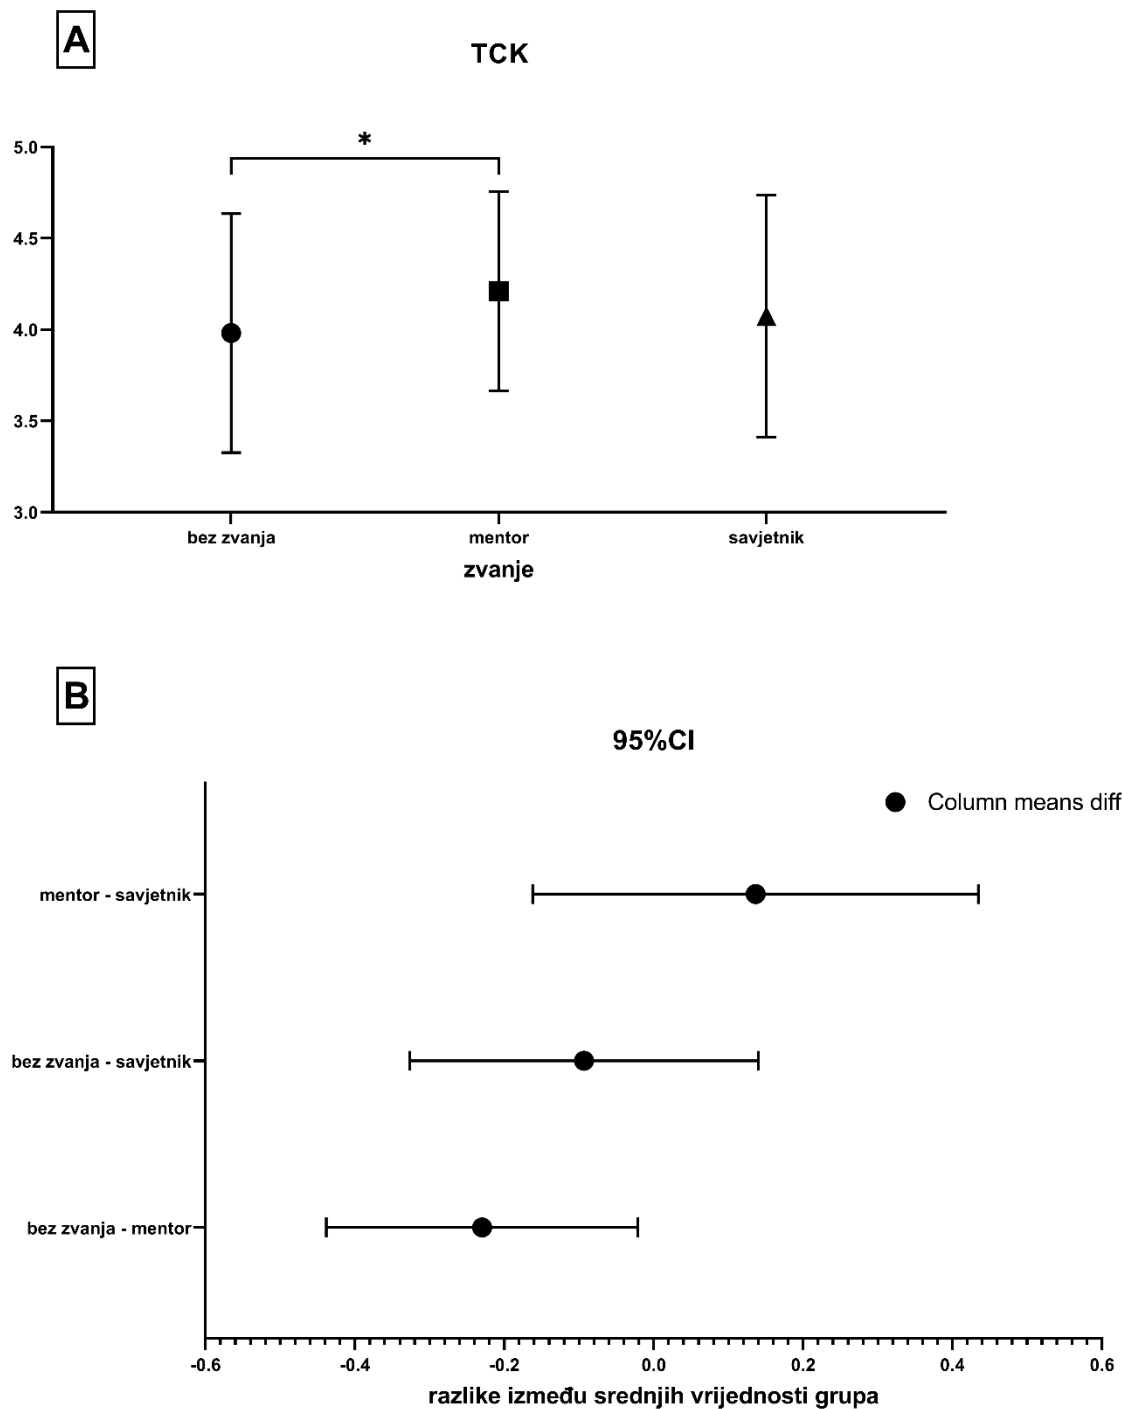 A
TCK
*
5.0
4.5
4.0
3.5
3.0
bez zvanja mentor savjetnik
zvanje
B
95%CI
Column means diff
mentor - savjetnik
bez zvanja - savjetnik
bez zvanja - mentor
-0.6 -0.4 -0.2 0.0 0.2 0.4 0.6
razlike između srednjih vrijednosti grupa